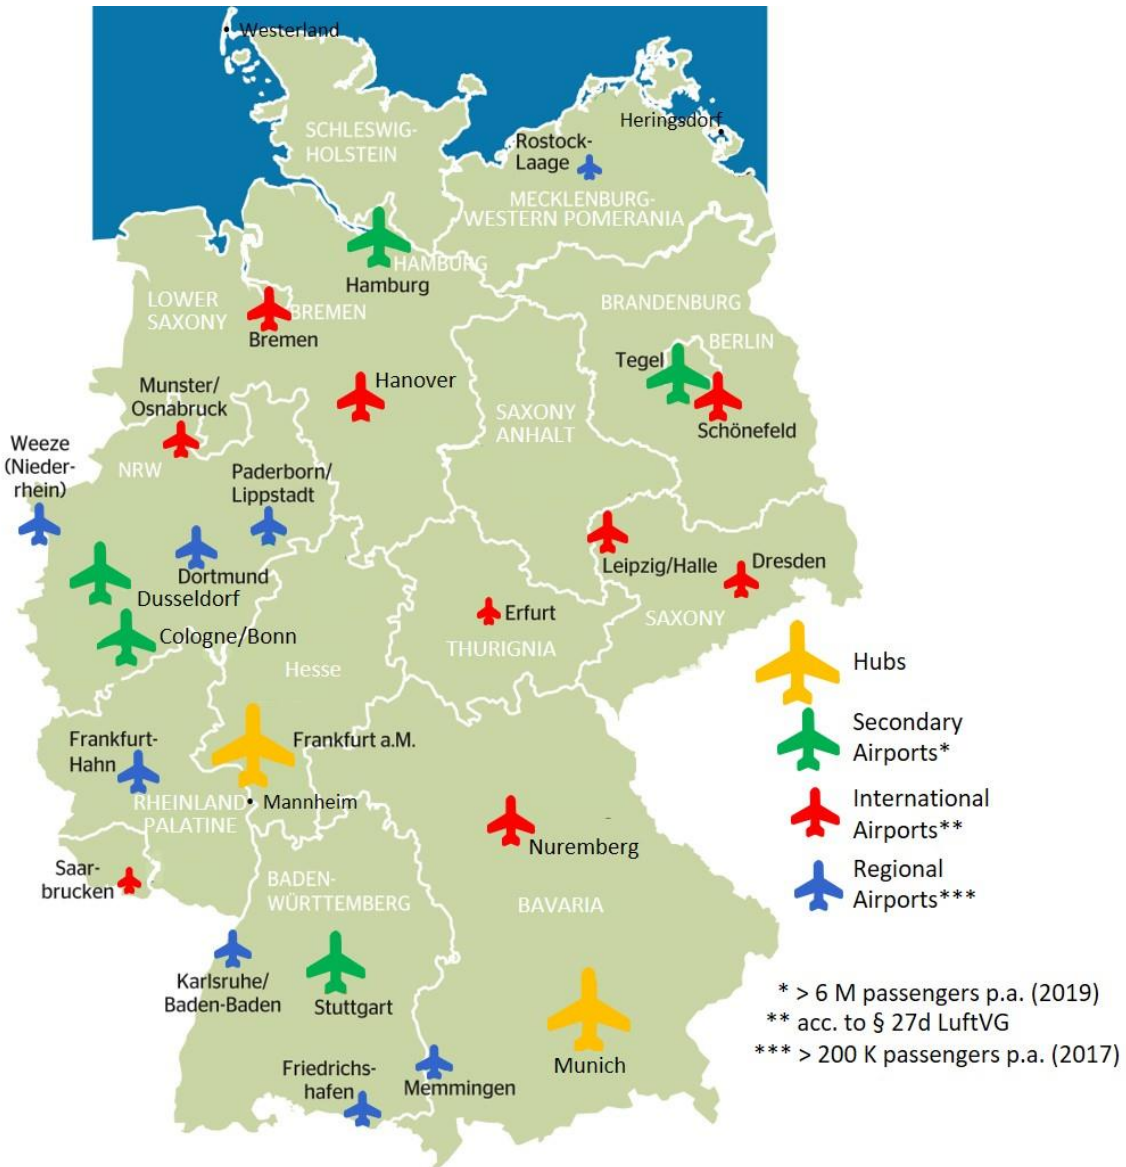 Westerland
SCHLESWIG-
HOLSTEIN
Heringsdorf
Rostock-
Laage
MECKLENBURG-
WESTERN POMERANIA
HAMBURG
Hamburg
LOWER
SAXONY
BREMEN
Bremen
BRANDENBURG
BERLIN
Tegel
Schönefeld
Hanover
Munster/
Osnabruck
SAXONY
ANHALT
Weeze
(Nieder-
rhein)
NRW
Paderborn/
Lippstadt
Dortmund
Dusseldorf
Cologne/Bonn
Leipzig/Halle
Dresden
Erfurt
SAXONY
THURIGNIA
Hesse
Hubs
Secondary
Airports*
International
Airports**
Regional
Airports***
Frankfurt-
Hahn
Frankfurt a.M.
RHEINLAND
PALATINE
Mannheim
Nuremberg
Saar-
brucken
BADEN-
WÜRTTEMBERG
BAVARIA
Karlsruhe/
Baden-Baden
Stuttgart
Munich
Friedrichs-
hafen
Memmingen
* > 6 M passengers p.a. (2019)
** acc. to § 27d LuftVG
*** > 200 K passengers p.a. (2017)